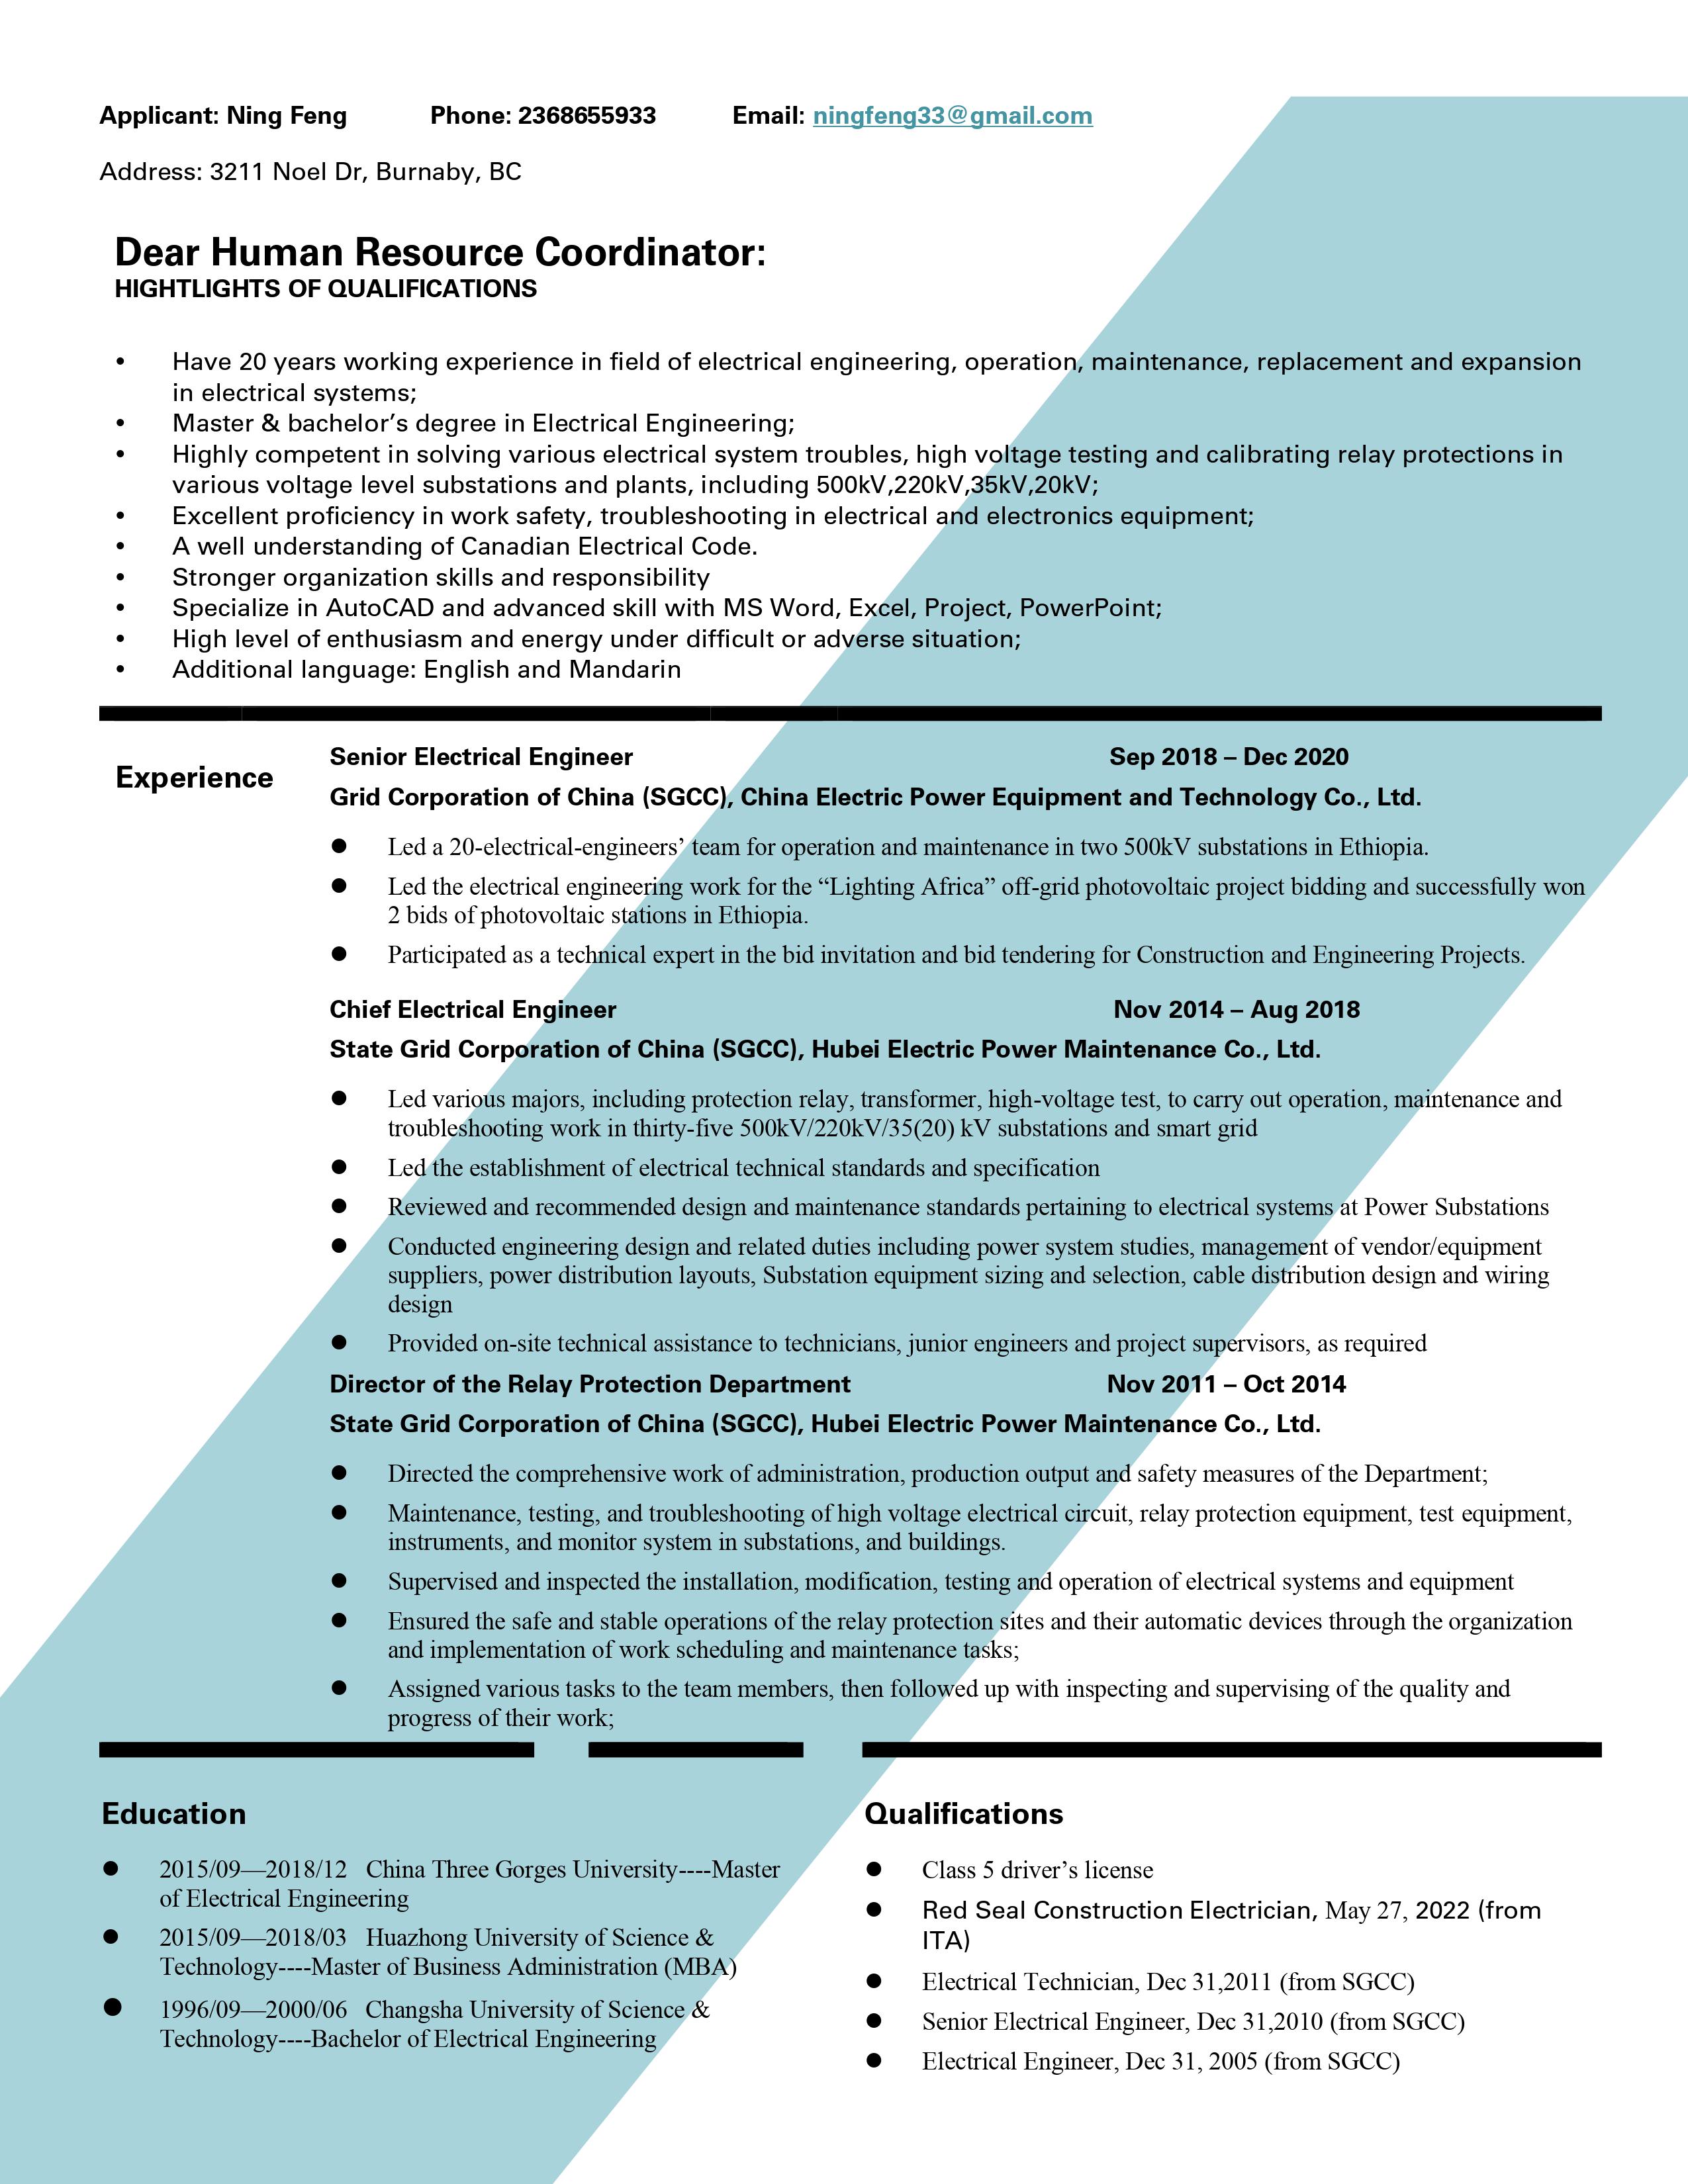 Applicant: Ning Feng Phone: 2368655933 Email: ningfeng33@gmail.com
Address: 3211 Noel Dr, Burnaby, BC
Dear Human Resource Coordinator:
HIGHTLIGHTS OF QUALIFICATIONS
• Have 20 years working experience in field of electrical engineering, operation, maintenance, replacement and expansion
in electrical systems;
• Master & bachelor’s degree in Electrical Engineering;
• Highly competent in solving various electrical system troubles, high voltage testing and calibrating relay protections in
various voltage level substations and plants, including 500kV,220kV,35kV,20kV;
• Excellent proficiency in work safety, troubleshooting in electrical and electronics equipment;
• A well understanding of Canadian Electrical Code.
• Stronger organization skills and responsibility
• Specialize in AutoCAD and advanced skill with MS Word, Excel, Project, PowerPoint;
• High level of enthusiasm and energy under difficult or adverse situation;
• Additional language: English and Mandarin
Experience
Senior Electrical Engineer Sep 2018 – Dec 2020
Grid Corporation of China (SGCC), China Electric Power Equipment and Technology Co., Ltd.
● Led a 20-electrical-engineers’ team for operation and maintenance in two 500kV substations in Ethiopia.
● Led the electrical engineering work for the “Lighting Africa” off-grid photovoltaic project bidding and successfully won
2 bids of photovoltaic stations in Ethiopia.
● Participated as a technical expert in the bid invitation and bid tendering for Construction and Engineering Projects.
Chief Electrical Engineer Nov 2014 – Aug 2018
State Grid Corporation of China (SGCC), Hubei Electric Power Maintenance Co., Ltd.
● Led various majors, including protection relay, transformer, high-voltage test, to carry out operation, maintenance and
troubleshooting work in thirty-five 500kV/220kV/35(20) kV substations and smart grid
● Led the establishment of electrical technical standards and specification
● Reviewed and recommended design and maintenance standards pertaining to electrical systems at Power Substations
● Conducted engineering design and related duties including power system studies, management of vendor/equipment
suppliers, power distribution layouts, Substation equipment sizing and selection, cable distribution design and wiring
design
● Provided on-site technical assistance to technicians, junior engineers and project supervisors, as required
Director of the Relay Protection Department Nov 2011 – Oct 2014
State Grid Corporation of China (SGCC), Hubei Electric Power Maintenance Co., Ltd.
● Directed the comprehensive work of administration, production output and safety measures of the Department;
● Maintenance, testing, and troubleshooting of high voltage electrical circuit, relay protection equipment, test equipment,
instruments, and monitor system in substations, and buildings.
● Supervised and inspected the installation, modification, testing and operation of electrical systems and equipment
● Ensured the safe and stable operations of the relay protection sites and their automatic devices through the organization
and implementation of work scheduling and maintenance tasks;
● Assigned various tasks to the team members, then followed up with inspecting and supervising of the quality and
progress of their work;
Education
● 2015/09—2018/12 China Three Gorges University----Master
of Electrical Engineering
● 2015/09—2018/03 Huazhong University of Science &
Technology----Master of Business Administration (MBA)
● 1996/09—2000/06 Changsha University of Science &
Technology----Bachelor of Electrical Engineering
Qualifications
● Class 5 driver’s license
● Red Seal Construction Electrician, May 27, 2022 (from
ITA)
● Electrical Technician, Dec 31,2011 (from SGCC)
● Senior Electrical Engineer, Dec 31,2010 (from SGCC)
● Electrical Engineer, Dec 31, 2005 (from SGCC)